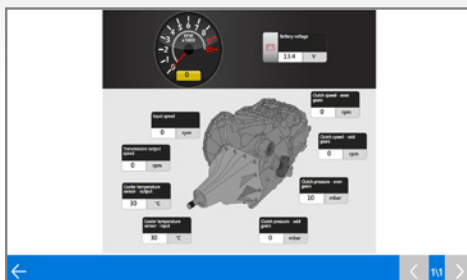 RPM
x1000
0
Battery voltage
13.4 V
Clutch speed - even
gears
0 rpm
Input speed
0 rpm
Clutch speed - odd
gears
0 rpm
Transmission output
speed
0 rpm
Clutch pressure - even
gears
10 mbar
Cooler temperature
sensor - output
30 °C
Cooler temperature
sensor - input
30 °C
Clutch pressure - odd
gears
0 mbar
1\1